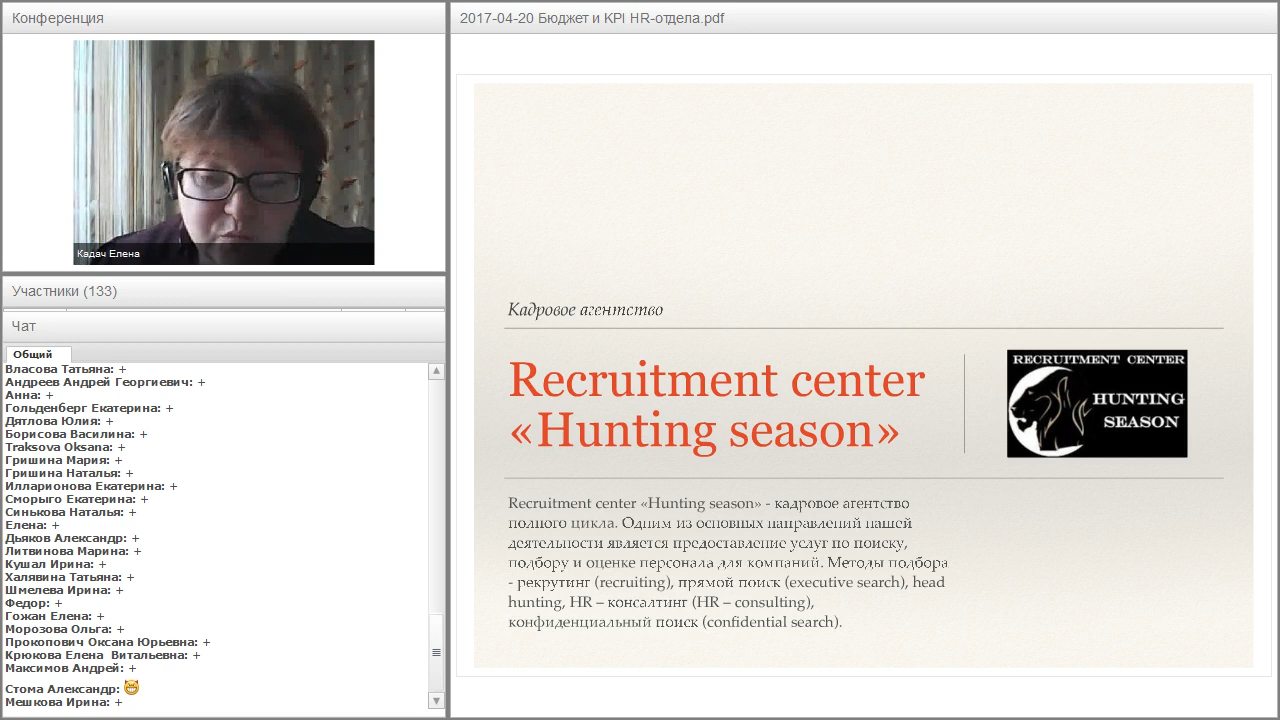 Конференция
Кадач Елена
Участники (133)
Чат
Общий
Власова Татьяна: +
Андреев Андрей Георгиевич: +
Анна: +
Гольденберг Екатерина: +
Дятлова Юлия: +
Борисова Василина: +
Traksova Oksana: +
Гришина Мария: +
Гришина Наталья: +
Илларионова Екатерина: +
Сморыго Екатерина: +
Синькова Наталья: +
Елена: +
Дьяков Александр: +
Литвинова Марина: +
Кушал Ирина: +
Халявина Татьяна: +
Шмелева Ирина: +
Федор: +
Гожан Елена: +
Морозова Ольга: +
Прокопович Оксана Юрьевна: +
Крюкова Елена Витальевна: +
Максимов Андрей: +
Стома Александр:
Мешкова Ирина: +
2017-04-20 Бюджет и KPI HR-отдела.pdf
Кадровое агентство
Recruitment center
«Hunting season»
RECRUITMENT CENTER
HUNTING
SEASON
Recruitment center «Hunting season» - кадровое агентство
полного цикла. Одним из основных направлений нашей
деятельности является предоставление услуг по поиску,
подбору и оценке персонала для компаний. Методы подбора
- рекрутинг (recruiting), прямой поиск (executive search), head
hunting, HR – консалтинг (HR – consulting),
конфиденциальный поиск (confidential search).